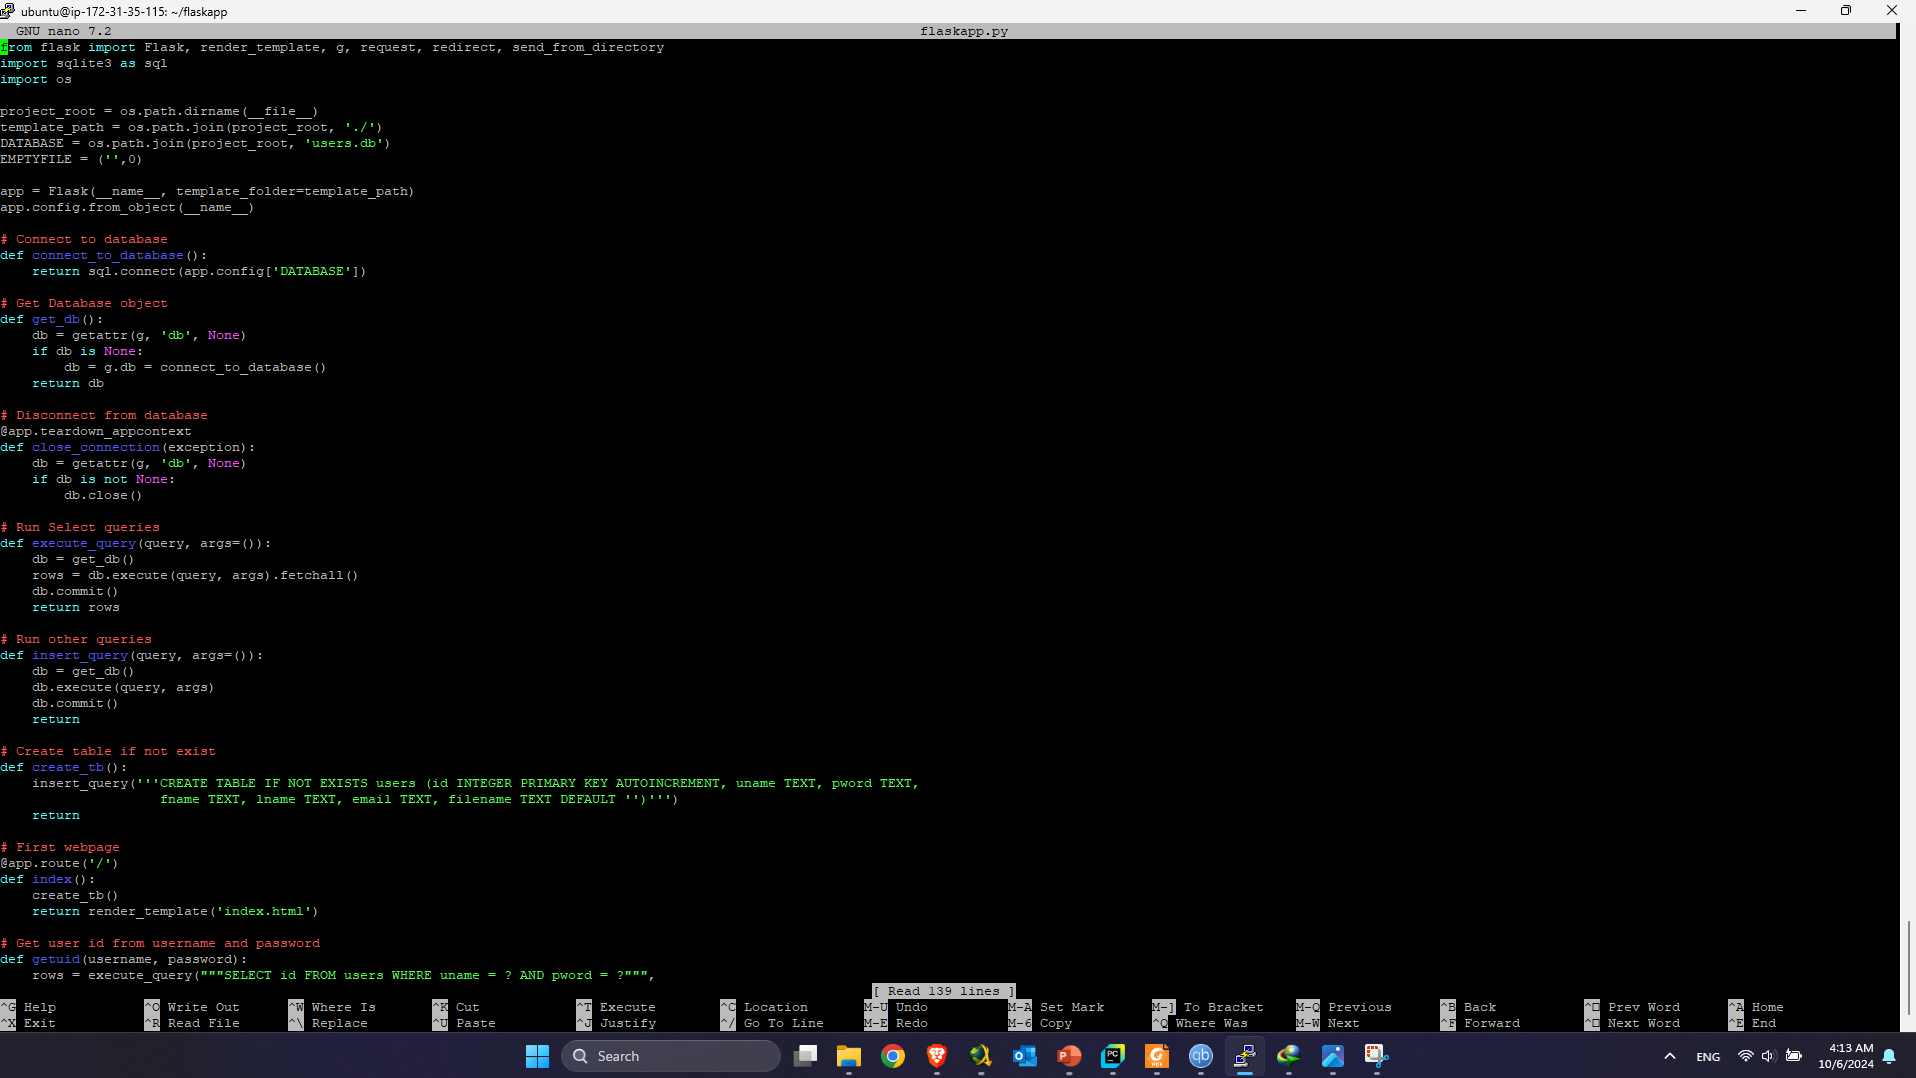 ubuntu@ip-172-31-35-115: ~/flaskapp
GNU nano 7.2 flaskapp.py
from flask import Flask, render_template, g, request, redirect, send_from_directory
import sqlite3 as sql
import os

project_root = os.path.dirname(__file__)
template_path = os.path.join(project_root, './')
DATABASE = os.path.join(project_root, 'users.db')
EMPTYFILE = ('',0)

app = Flask(__name__, template_folder=template_path)
app.config.from_object(__name__)

# Connect to database
def connect_to_database():
    return sql.connect(app.config['DATABASE'])

# Get Database object
def get_db():
    db = getattr(g, 'db', None)
    if db is None:
        db = g.db = connect_to_database()
    return db

# Disconnect from database
@app.teardown_appcontext
def close_connection(exception):
    db = getattr(g, 'db', None)
    if db is not None:
        db.close()

# Run Select queries
def execute_query(query, args=()):
    db = get_db()
    rows = db.execute(query, args).fetchall()
    db.commit()
    return rows

# Run other queries
def insert_query(query, args=()):
    db = get_db()
    db.execute(query, args)
    db.commit()
    return

# Create table if not exist
def create_tb():
    insert_query('''CREATE TABLE IF NOT EXISTS users (id INTEGER PRIMARY KEY AUTOINCREMENT, uname TEXT, pword TEXT,
                    fname TEXT, lname TEXT, email TEXT, filename TEXT DEFAULT '')''')
    return

# First webpage
@app.route('/')
def index():
    create_tb()
    return render_template('index.html')

# Get user id from username and password
def getuid(username, password):
    rows = execute_query("""SELECT id FROM users WHERE uname = ? AND pword = ?""",
[ Read 139 lines ]
^G Help ^O Write Out ^W Where Is ^K Cut ^T Execute ^C Location M-U Undo M-A Set Mark M-] To Bracket M-Q Previous ^B Back ^□ Prev Word ^A Home
^X Exit ^R Read File ^\ Replace ^U Paste ^J Justify ^/ Go To Line M-E Redo M-6 Copy ^Q Where Was M-W Next ^F Forward ^□ Next Word ^E End
Search
PC
PDF
qb
ENG
4:13 AM
10/6/2024